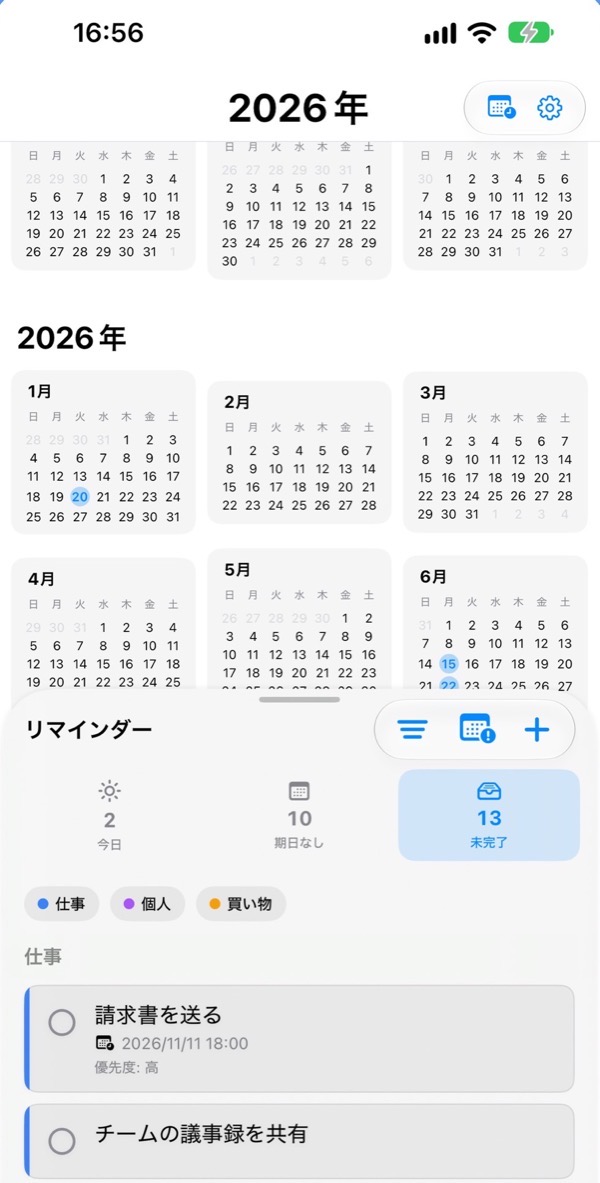 16:56
2026年
日 月 火 水 木 金 土
28 29 30 1 2 3 4
5 6 7 8 9 10 11
12 13 14 15 16 17 18
19 20 21 22 23 24 25
26 27 28 29 30 31 1
日 月 火 水 木 金 土
26 27 28 29 30 31 1
2 3 4 5 6 7 8
9 10 11 12 13 14 15
16 17 18 19 20 21 22
23 24 25 26 27 28 29
30 1 2 3 4 5 6
日 月 火 水 木 金 土
30 1 2 3 4 5 6
7 8 9 10 11 12 13
14 15 16 17 18 19 20
21 22 23 24 25 26 27
28 29 30 31 1 2 3
2026年
1月
日 月 火 水 木 金 土
28 29 30 31 1 2 3
4 5 6 7 8 9 10
11 12 13 14 15 16 17
18 19 20 21 22 23 24
25 26 27 28 29 30 31
2月
日 月 火 水 木 金 土
1 2 3 4 5 6 7
8 9 10 11 12 13 14
15 16 17 18 19 20 21
22 23 24 25 26 27 28
3月
日 月 火 水 木 金 土
1 2 3 4 5 6 7
8 9 10 11 12 13 14
15 16 17 18 19 20 21
22 23 24 25 26 27 28
29 30 31 1 2 3 4
4月
日 月 火 水 木 金 土
29 30 31 1 2 3 4
5 6 7 8 9 10 11
12 13 14 15 16 17 18
19 20 21 22 23 24 25
5月
日 月 火 水 木 金 土
26 27 28 29 30 1 2
3 4 5 6 7 8 9
10 11 12 13 14 15 16
17 18 19 20 21 22 23
6月
日 月 火 水 木 金 土
31 1 2 3 4 5 6
7 8 9 10 11 12 13
14 15 16 17 18 19 20
21 22 23 24 25 26 27
リマインダー
2
今日
10
期日なし
13
未完了
仕事
個人
買い物
仕事
請求書を送る
2026/11/11 18:00
優先度: 高
チームの議事録を共有